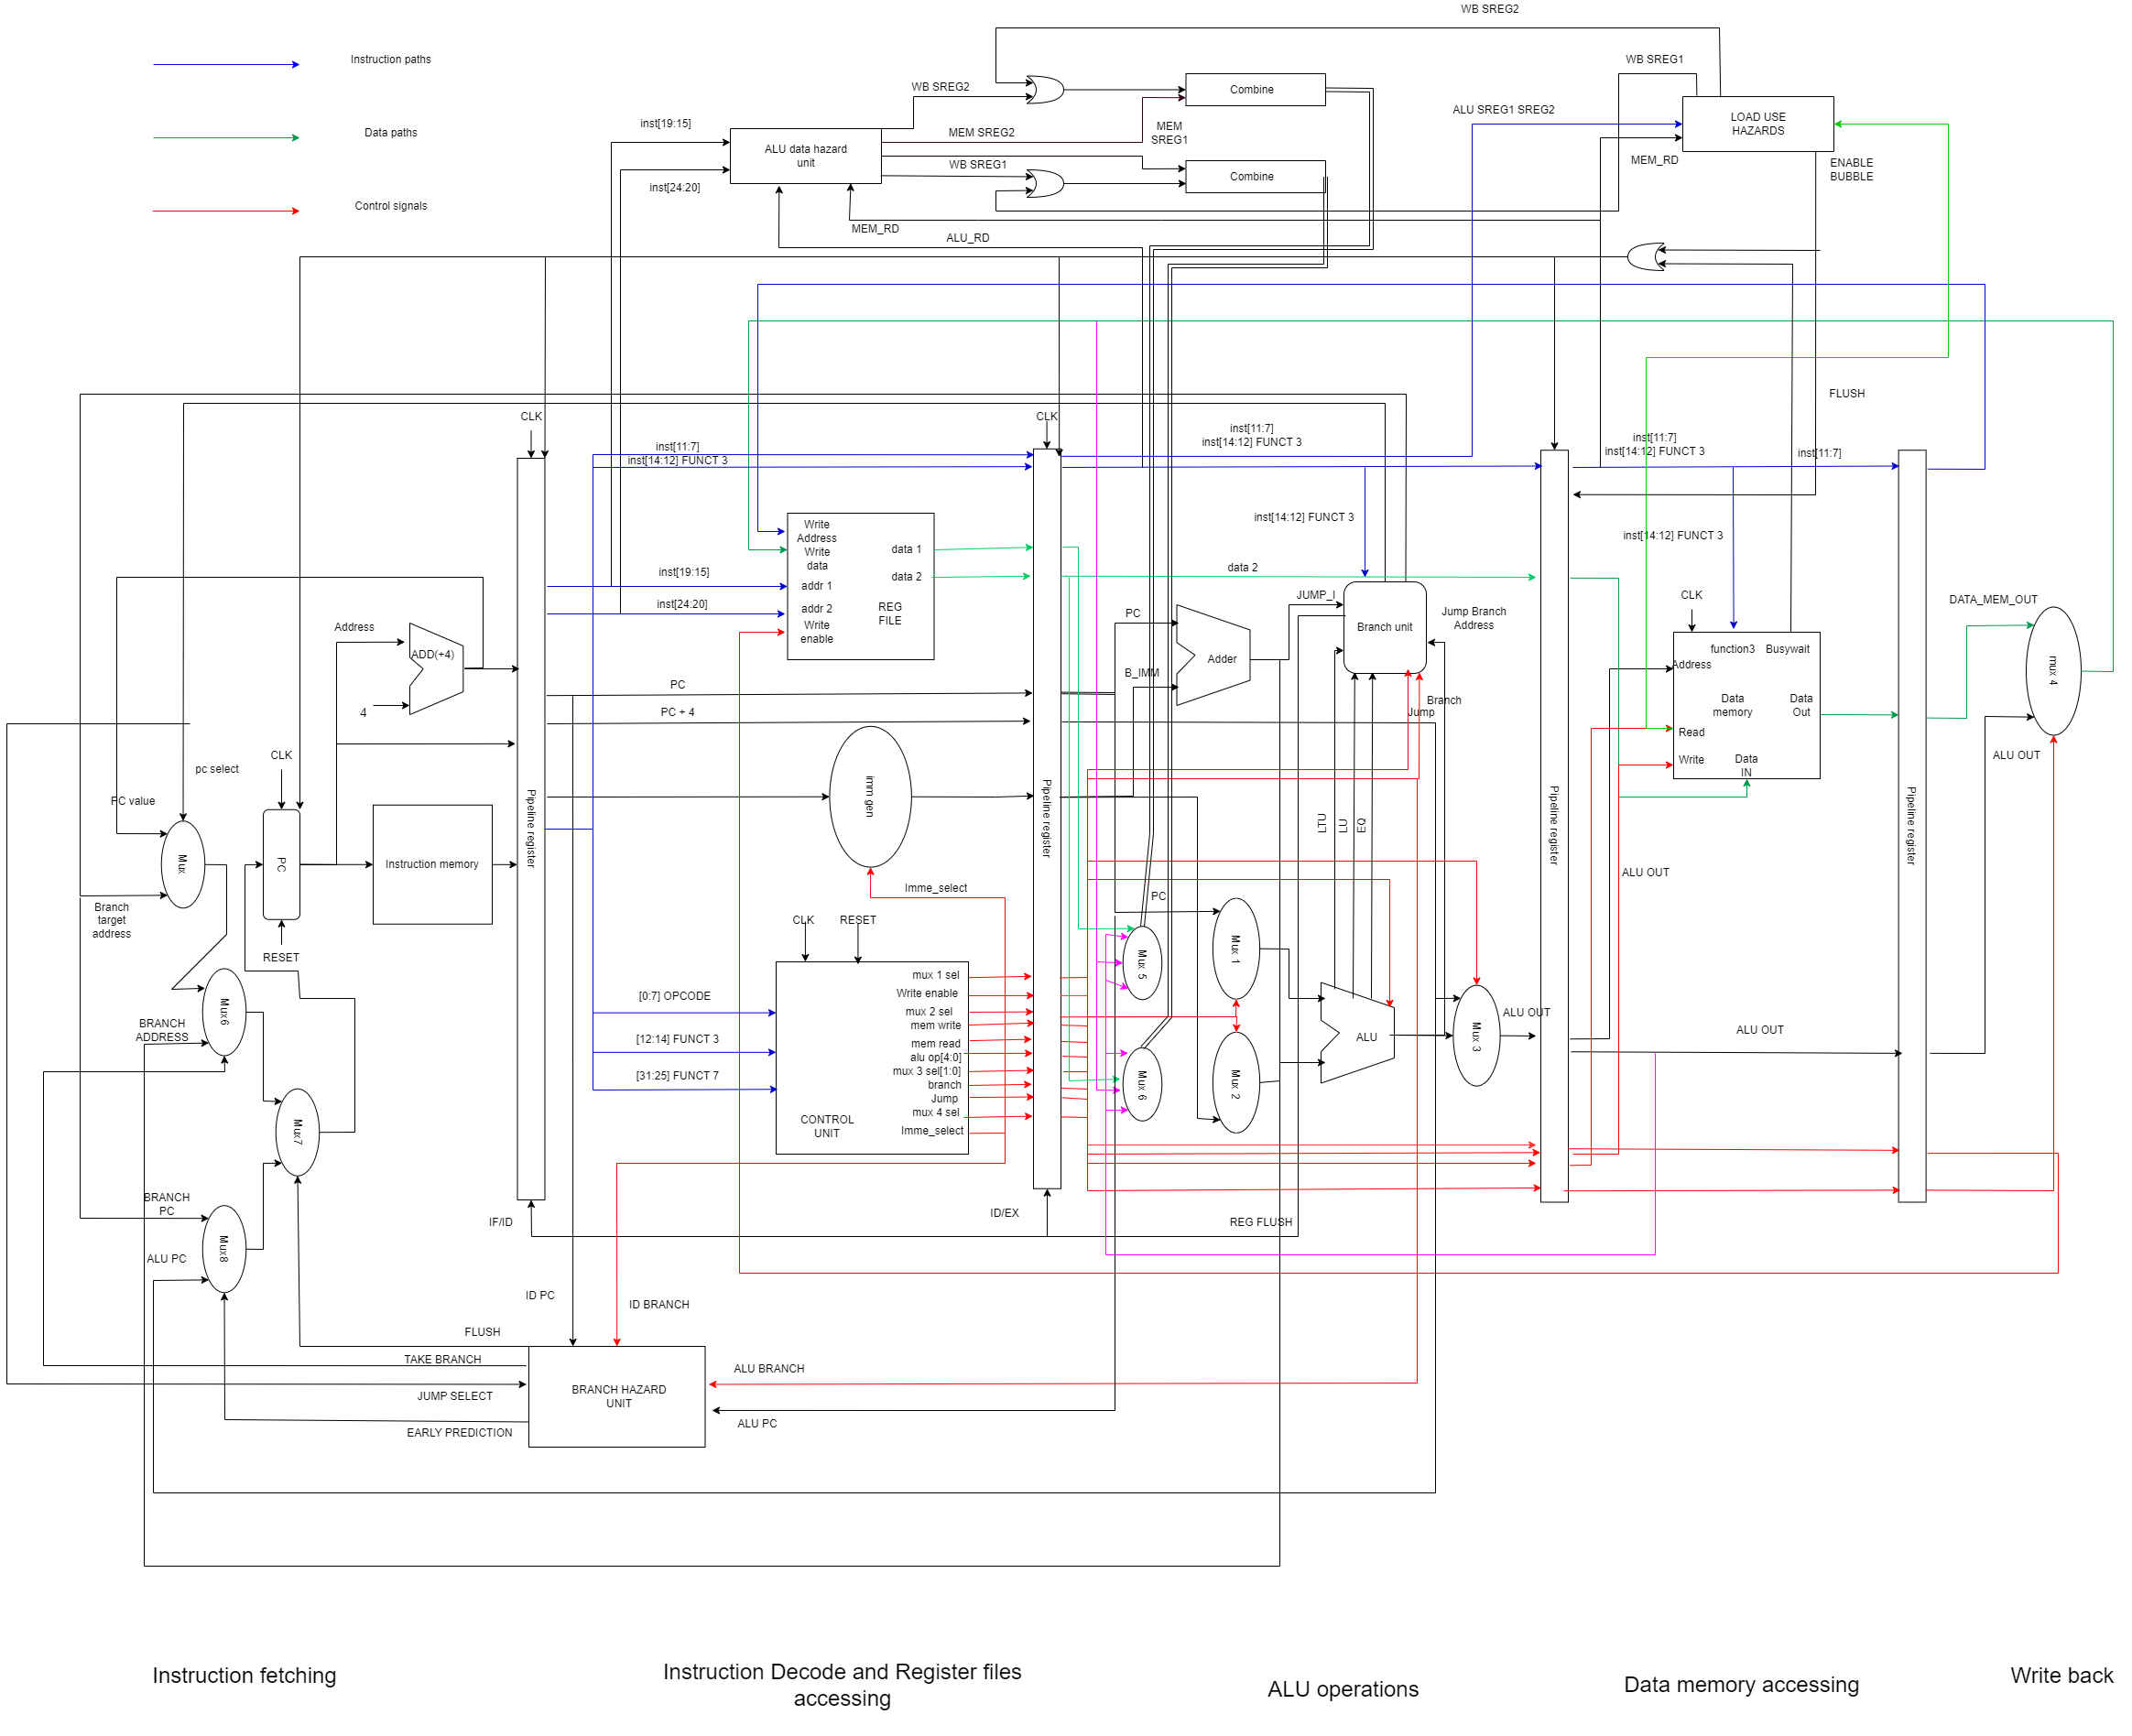 WB SREG2
Instruction paths
WB SREG1
WB SREG2
Combine
ALU SREG1 SREG2
LOAD USE
HAZARDS
Data paths
inst[19:15]
MEM SREG2
MEM
SREG1
ALU data hazard
unit
WB SREG1
MEM_RD
ENABLE
BUBBLE
Combine
inst[24:20]
Control signals
MEM_RD
ALU_RD
FLUSH
CLK
CLK
inst[11:7]
inst[14:12] FUNCT 3
inst[11:7]
inst[14:12] FUNCT 3
inst[11:7]
inst[14:12] FUNCT 3
inst[11:7]
Write
Address
Write
data
data 1
data 2
addr 1
addr 2
Write
enable
REG
FILE
inst[14:12] FUNCT 3
inst[14:12] FUNCT 3
inst[19:15]
inst[24:20]
data 2
JUMP_I
PC
Branch unit
Jump Branch
Address
CLK
DATA_MEM_OUT
Address
ADD(+4)
4
Adder
B_IMM
function3
Busywait
Address
Data
memory
Data
Out
Read
Write
Data
IN
mux 4
PC
PC + 4
Branch
Jump
CLK
pc select
PC value
ALU OUT
imm gen
Pipeline register
Pipeline register
Pipeline register
Pipeline register
LTU
LU
EQ
Mux
PC
Instruction memory
ALU OUT
Imme_select
PC
Branch
target
address
CLK
RESET
RESET
Mux 5
Mux 1
mux 1 sel
Write enable
mux 2 sel
mem write
mem read
alu op[4:0]
mux 3 sel[1:0]
branch
Jump
mux 4 sel
Imme_select
CONTROL
UNIT
[0:7] OPCODE
[12:14] FUNCT 3
[31:25] FUNCT 7
Mux6
BRANCH
ADDRESS
ALU OUT
ALU OUT
ALU
Mux 3
Mux 6
Mux 2
Mux7
BRANCH
PC
IF/ID
ID/EX
REG FLUSH
Mux8
ALU PC
ID PC
ID BRANCH
FLUSH
TAKE BRANCH
ALU BRANCH
JUMP SELECT
BRANCH HAZARD
UNIT
EARLY PREDICTION
ALU PC
Instruction fetching
Instruction Decode and Register files
accessing
ALU operations
Data memory accessing
Write back